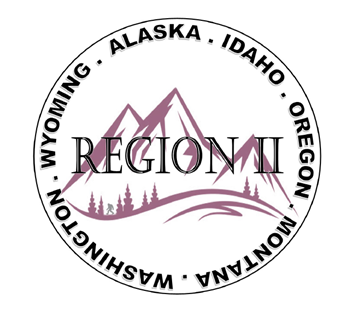 WASHINGTON . WYOMING . ALASKA . IDAHO . OREGON . MONTANA .
REGION II